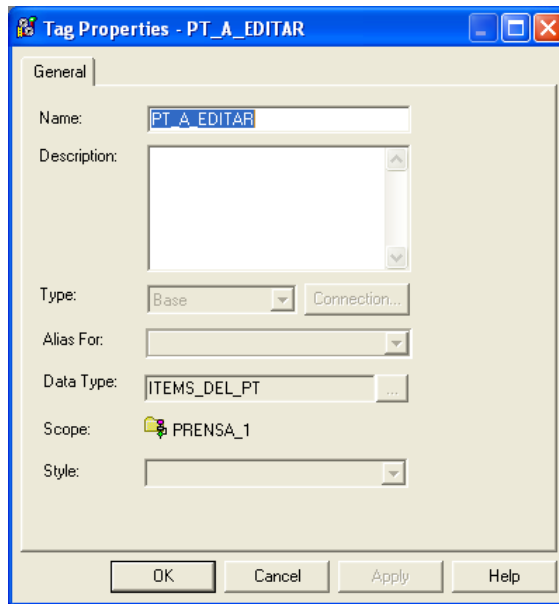 Tag Properties - PT_A_EDITAR
General
Name: PT_A_EDITAR
Description:
Type: Base Connection...
Alias For:
Data Type: ITEMS_DEL_PT ...
Scope: PRENSA_1
Style:
OK Cancel Apply Help